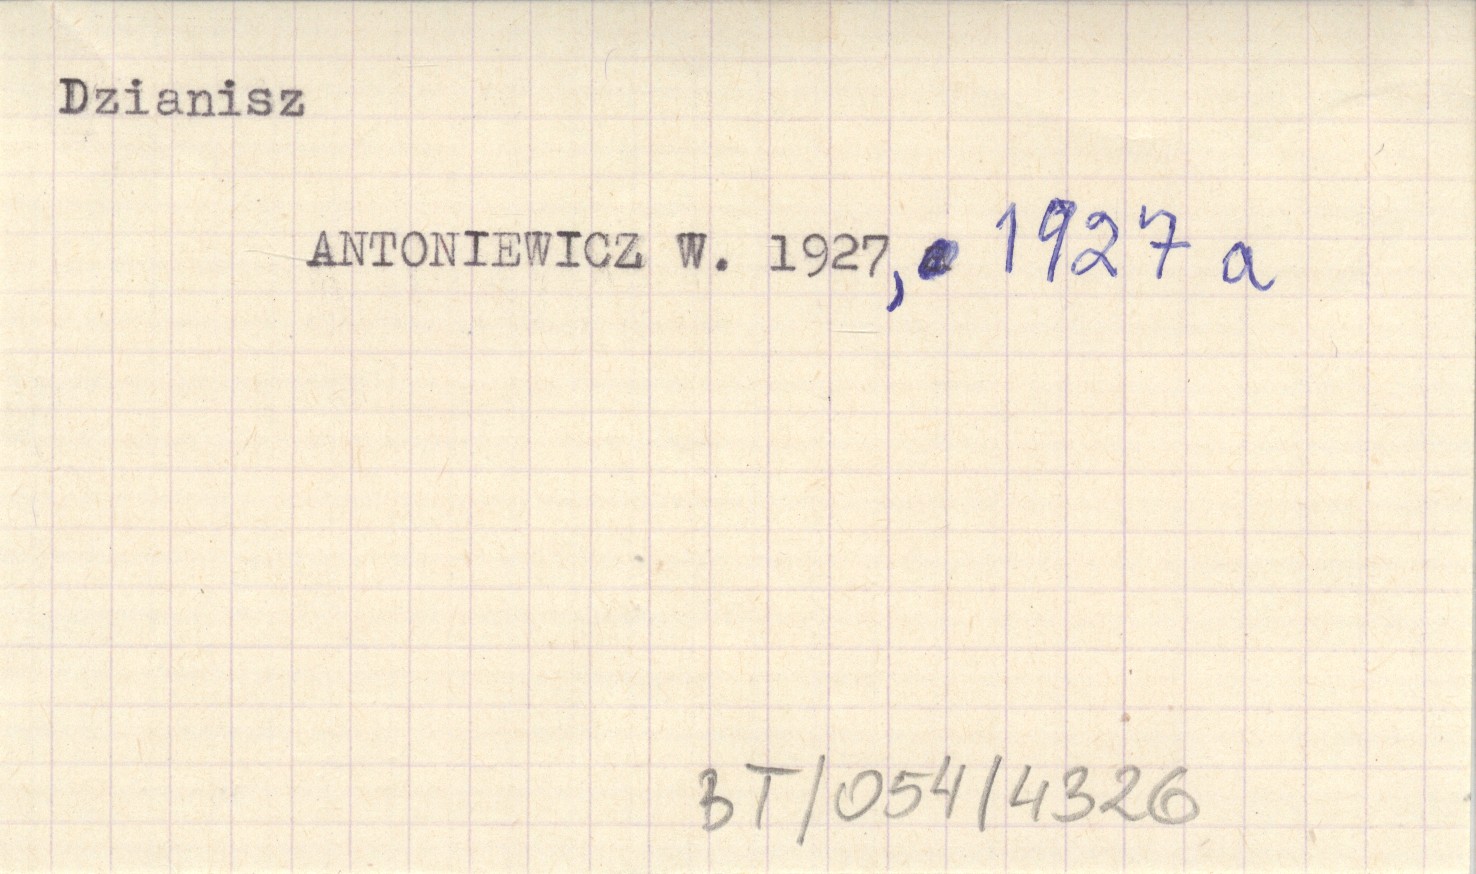 Dzianisz
ANTONIEWICZ W. 1927, 1927 a
BT/054/4326